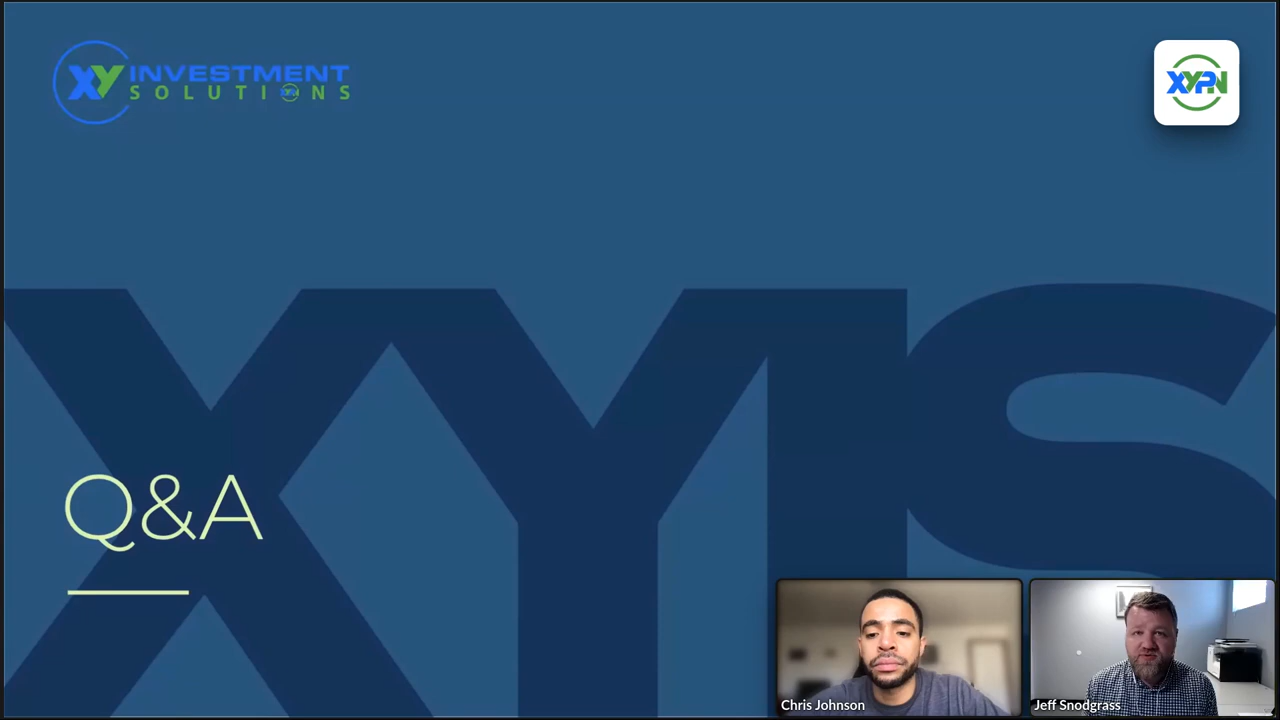 XY INVESTMENT
SOLUTIONS
XYPN
XYIS
Q&A
Chris Johnson
Jeff Snodgrass